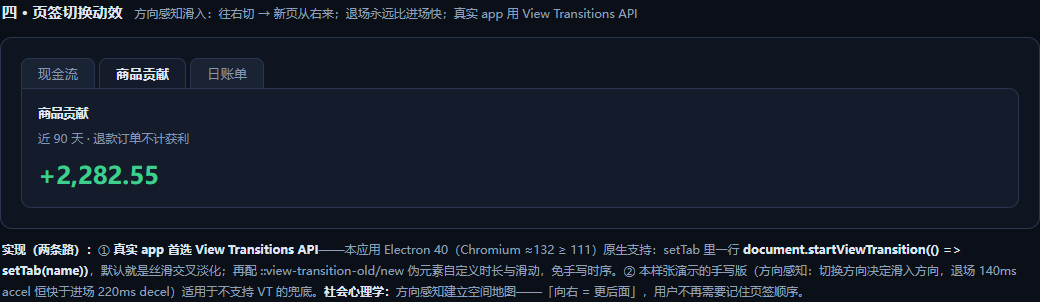 四 · 页签切换动效 方向感知滑入：往右切 → 新页从右来；退场永远比进场快；真实 app 用 View Transitions API
现金流 商品贡献 日账单
商品贡献
近 90 天 · 退款订单不计获利
+2,282.55
实现（两条路）：① 真实 app 首选 View Transitions API——本应用 Electron 40（Chromium ≈132 ≥ 111）原生支持：setTab 里一行 document.startViewTransition(() =>
setTab(name))，默认就是丝滑交叉淡化；再配 ::view-transition-old/new 伪元素自定义时长与滑动，免手写时序。② 本样张演示的手写版（方向感知：切换方向决定滑入方向，退场 140ms
accel 恒快于进场 220ms decel）适用于不支持 VT 的兜底。社会心理学：方向感知建立空间地图——「向右 = 更后面」，用户不再需要记住页签顺序。